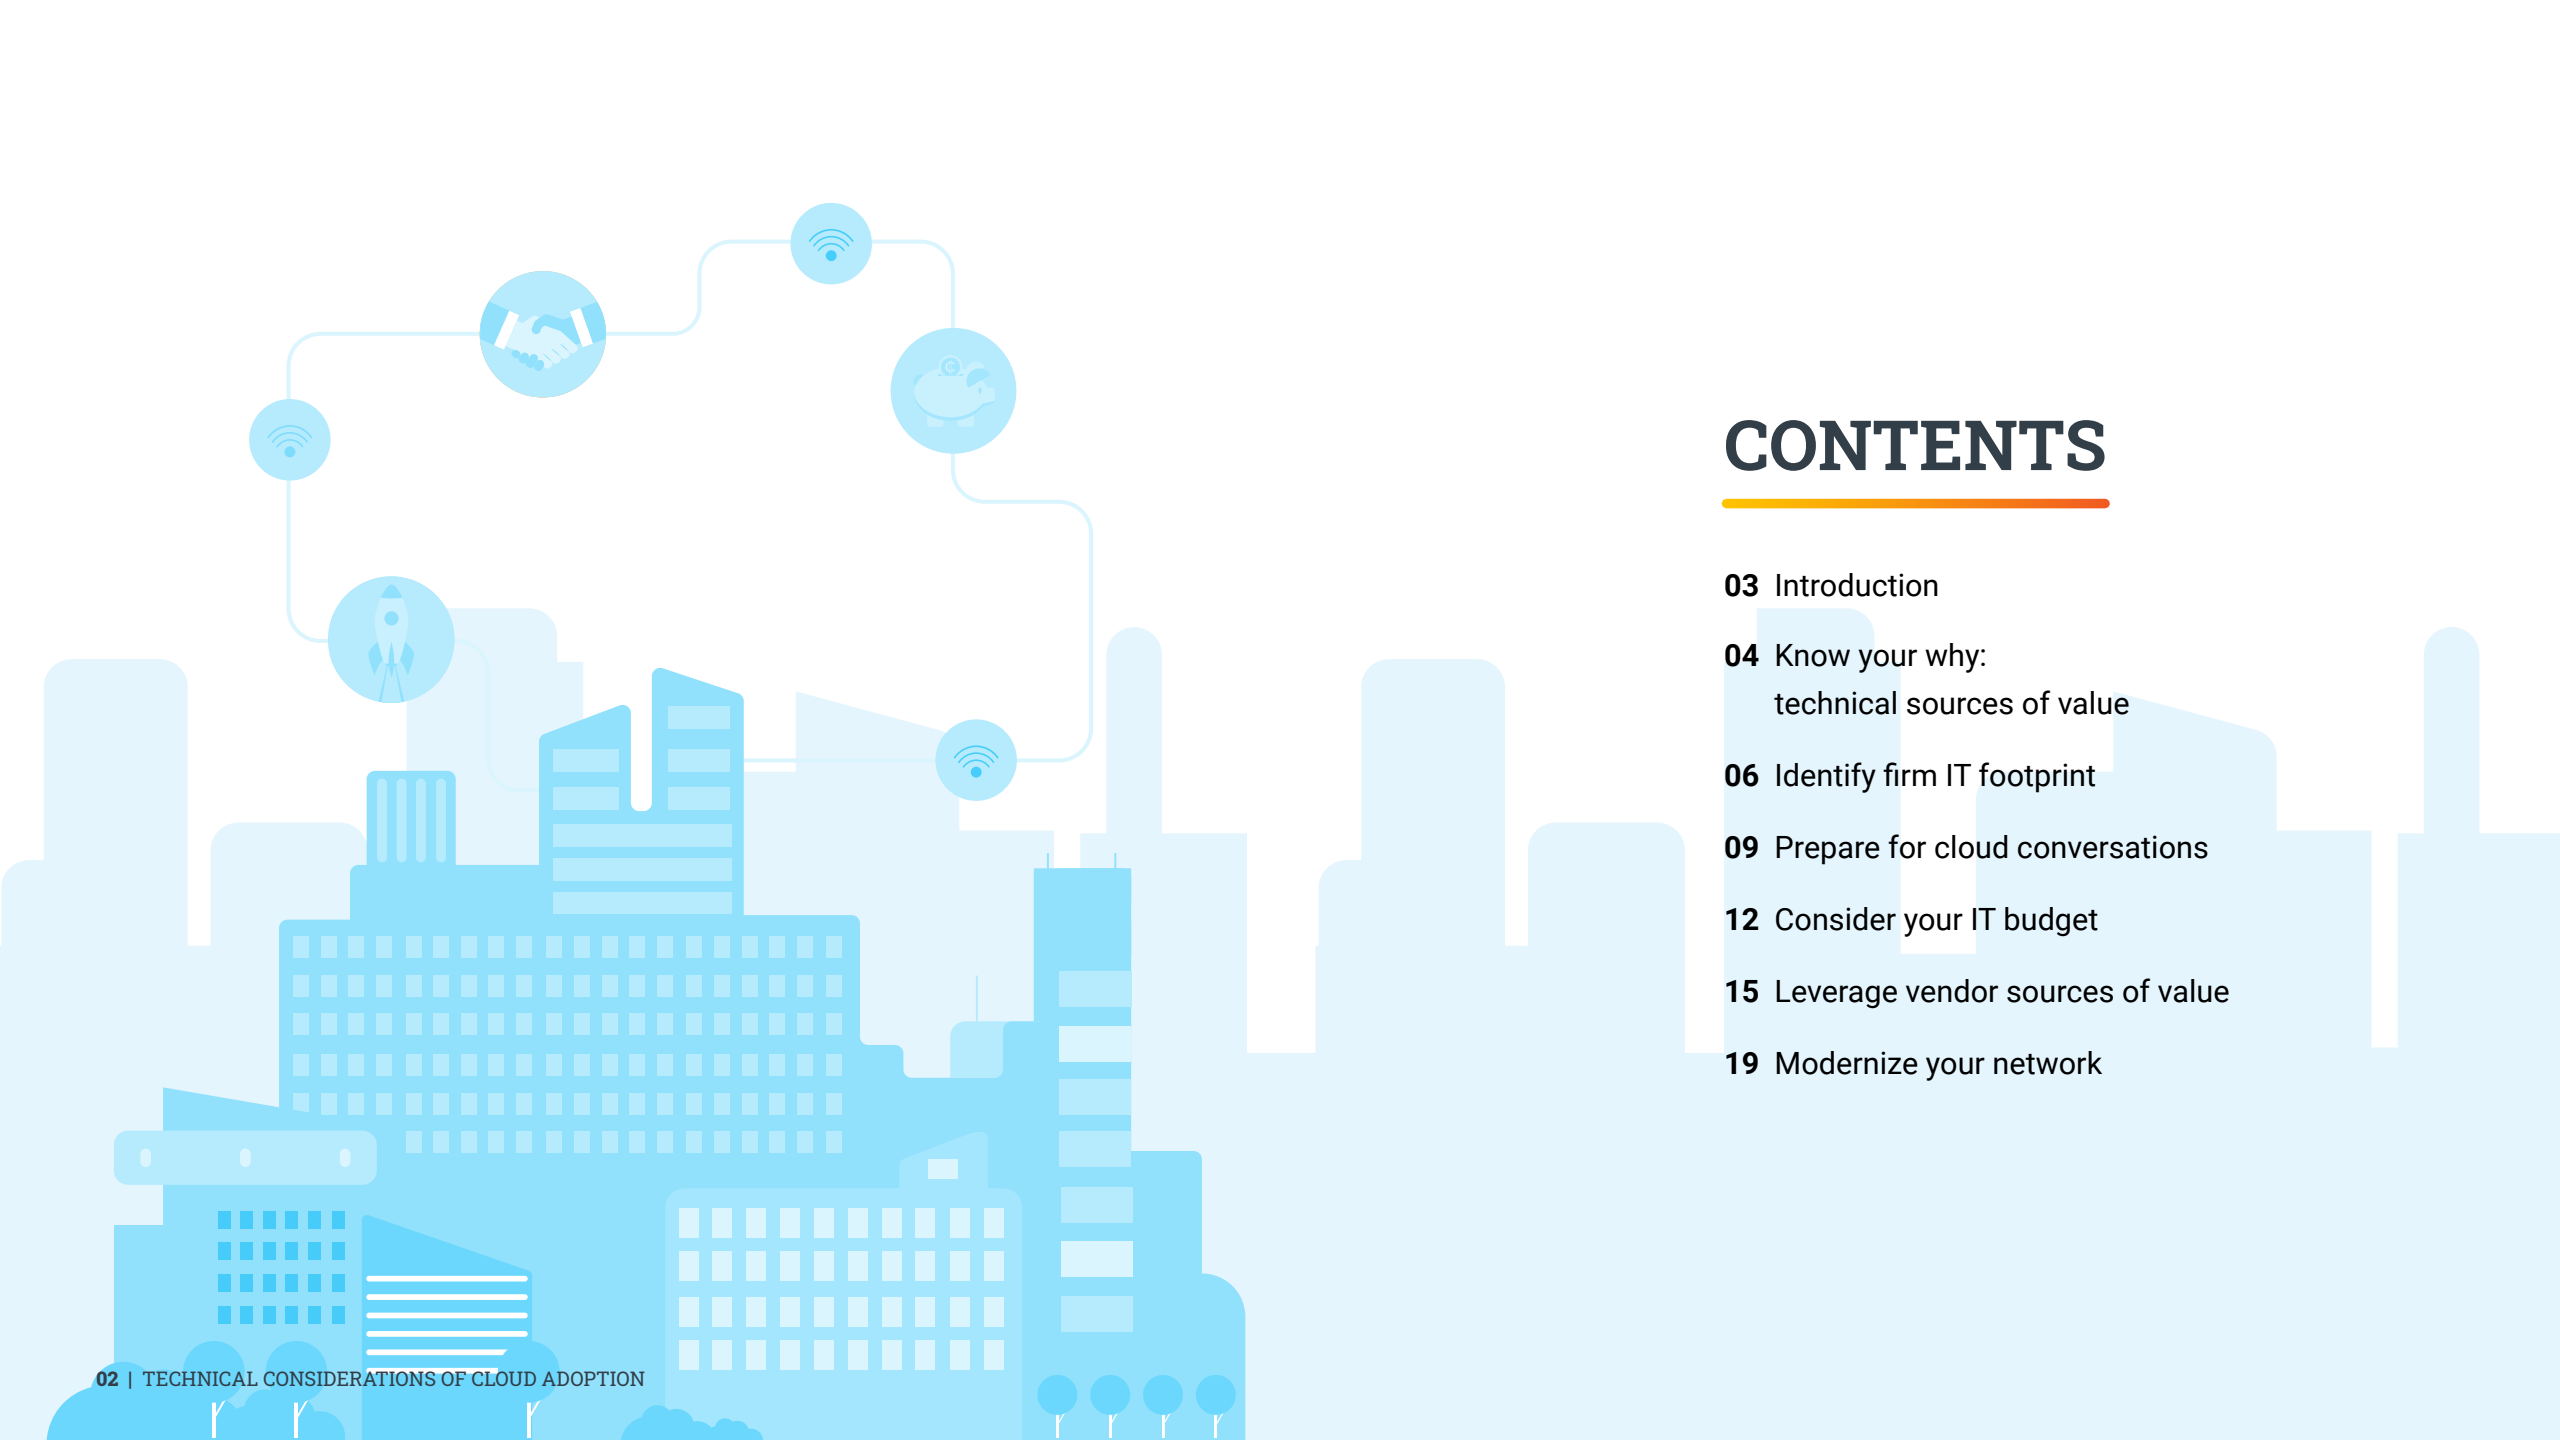 CONTENTS
03 Introduction
04 Know your why:
technical sources of value
06 Identify firm IT footprint
09 Prepare for cloud conversations
12 Consider your IT budget
15 Leverage vendor sources of value
19 Modernize your network
02 | TECHNICAL CONSIDERATIONS OF CLOUD ADOPTION